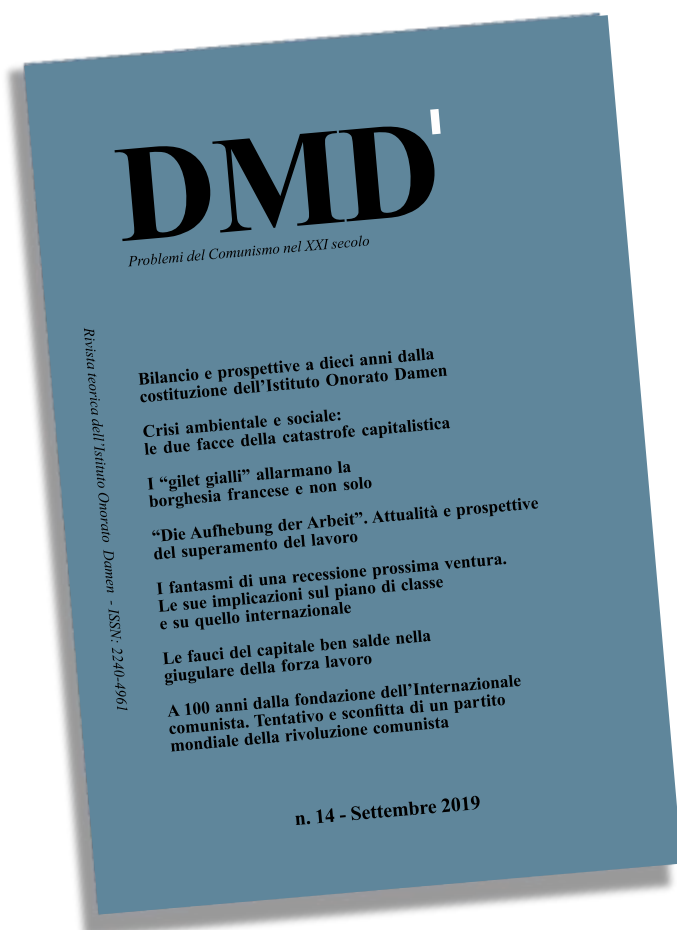 DMD'
Problemi del Comunismo nel XXI secolo
Rivista teorica dell'Istituto Onorato Damen - ISSN: 2240-4961
Bilancio e prospettive a dieci anni dalla
costituzione dell'Istituto Onorato Damen
Crisi ambientale e sociale:
le due facce della catastrofe capitalistica
I “gilet gialli” allarmano la
borghesia francese e non solo
“Die Aufhebung der Arbeit”. Attualità e prospettive
del superamento del lavoro
I fantasmi di una recessione prossima ventura.
Le sue implicazioni sul piano di classe
e su quello internazionale
Le fauci del capitale ben salde nella
giugulare della forza lavoro
A 100 anni dalla fondazione dell'Internazionale
comunista. Tentativo e sconfitta di un partito
mondiale della rivoluzione comunista
n. 14 - Settembre 2019